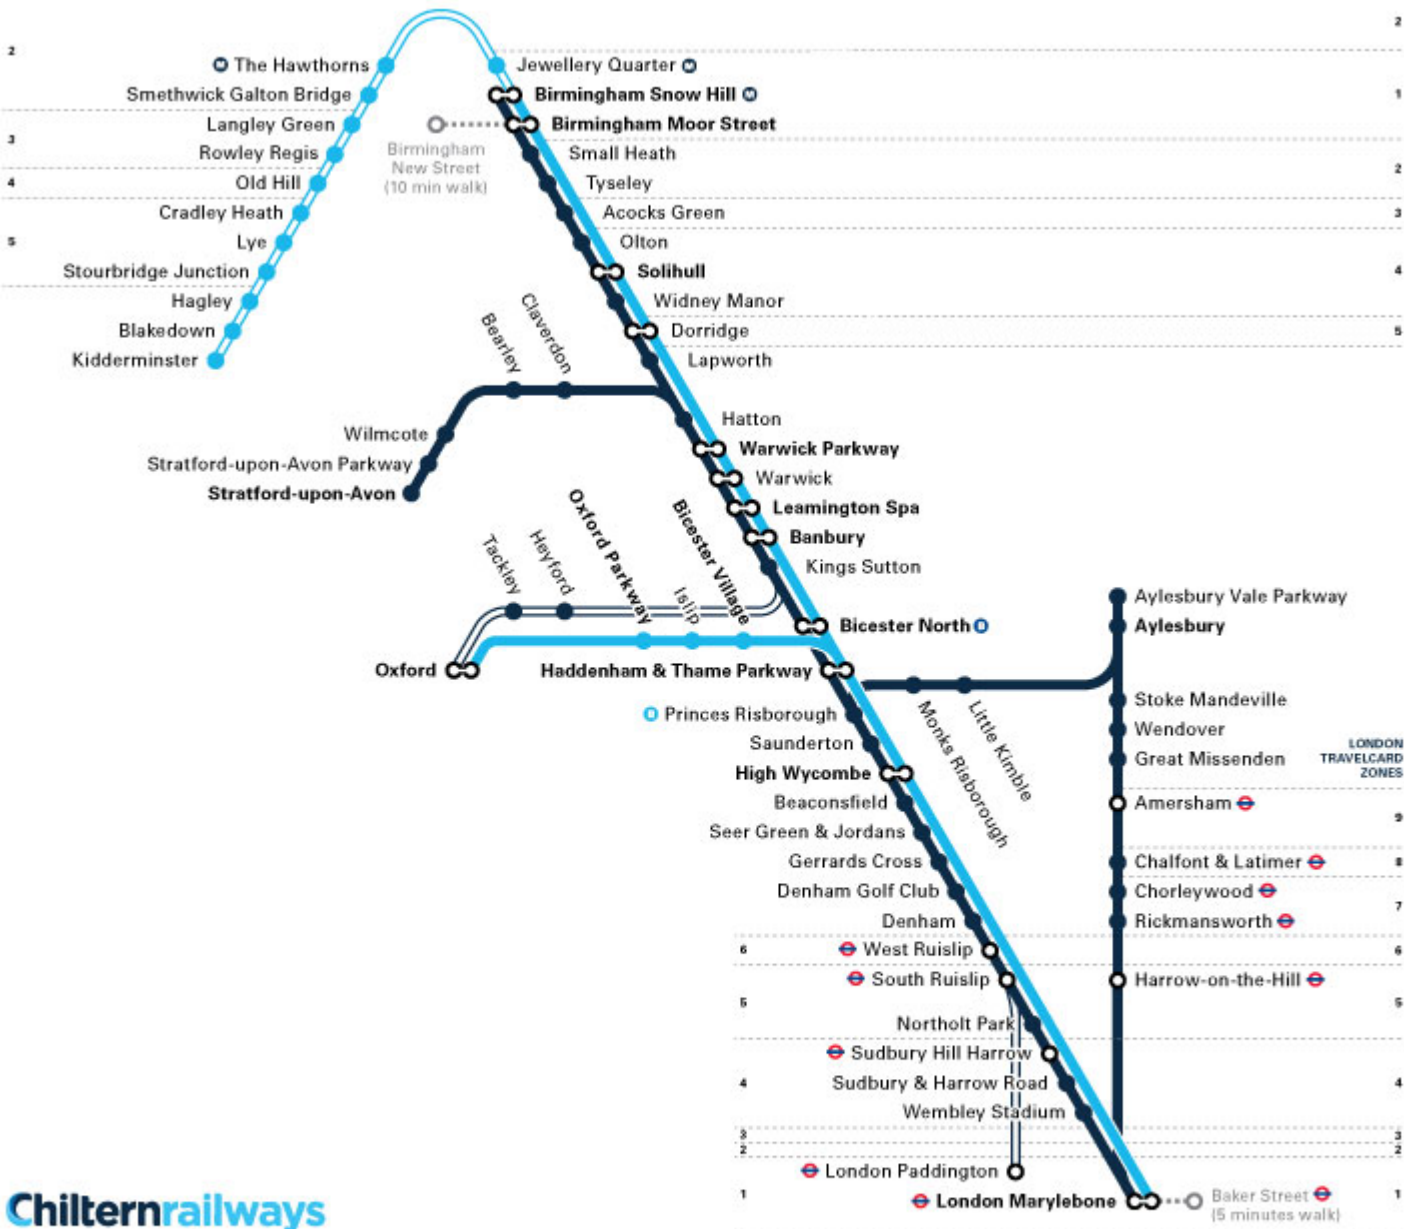 2
2
The Hawthorns
Jewellery Quarter
Smethwick Galton Bridge
Birmingham Snow Hill
1
Langley Green
Birmingham Moor Street
3
Rowley Regis
Birmingham
New Street
(10 min walk)
Small Heath
2
4
Old Hill
Tyseley
Cradley Heath
Acocks Green
3
5
Lye
Olton
Stourbridge Junction
Solihull
4
Hagley
Widney Manor
Blakedown
Dorridge
5
Kidderminster
Lapworth
Bearley
Claverdon
Hatton
Wilmcote
Warwick Parkway
Stratford-upon-Avon Parkway
Warwick
Stratford-upon-Avon
Leamington Spa
Banbury
Kings Sutton
Tackley
Heyford
Oxford Parkway
Islip
Bicester Village
Bicester North
Aylesbury Vale Parkway
Aylesbury
Oxford
Haddenham & Thame Parkway
Princes Risborough
Monks Risborough
Little Kimble
Stoke Mandeville
Saunderton
Wendover
High Wycombe
Great Missenden
LONDON
TRAVELCARD
ZONES
Beaconsfield
Amersham
9
Seer Green & Jordans
Gerrards Cross
Chalfont & Latimer
8
Denham Golf Club
Chorleywood
7
Denham
Rickmansworth
6
West Ruislip
6
South Ruislip
Harrow-on-the-Hill
5
5
Northolt Park
Sudbury Hill Harrow
4
Sudbury & Harrow Road
4
Wembley Stadium
3
3
2
2
London Paddington
1
London Marylebone
Baker Street
(5 minutes walk)
1
Chilternrailways